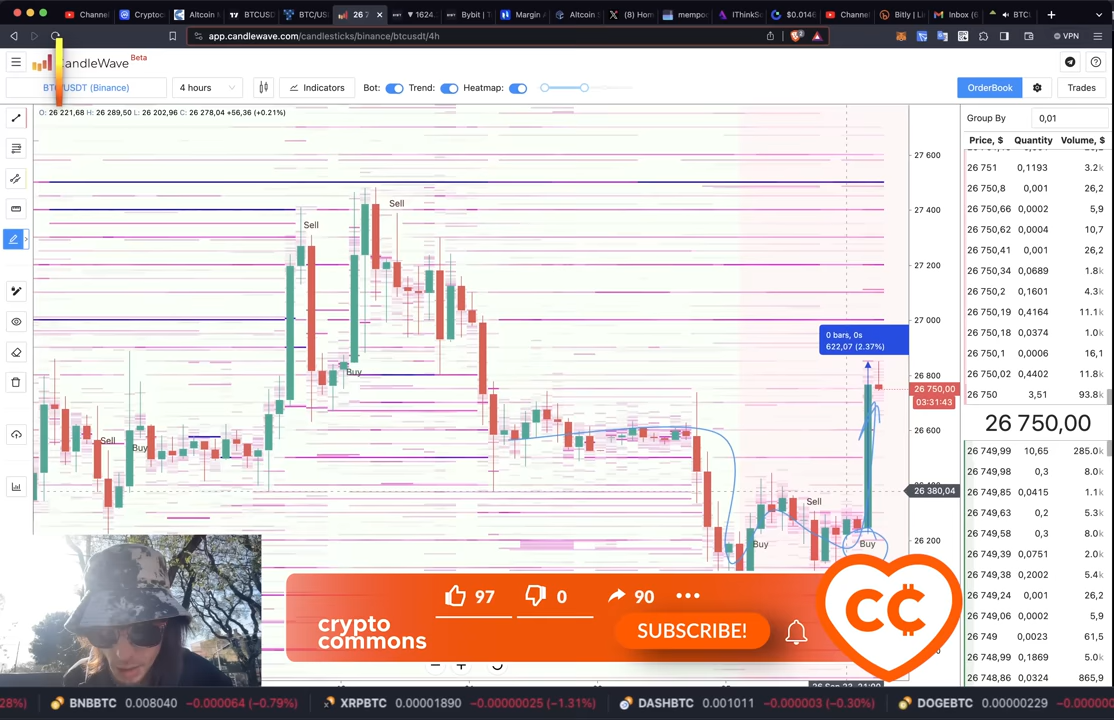 Channel
Crypto
Altcoin M
BTCUSD
BTC/US
26 7
▼ 1624.
Bybit | T
Margin A
Altcoin B
(8) Hom
mempoo
IThinkSo
$0.0146
Channel
Bitly | Lin
Inbox (6
BTCU
app.candlewave.com/candlesticks/binance/btcusdt/4h
VPN
CandleWave Beta
BTC/USDT (Binance)
4 hours
Indicators
Bot:
Trend:
Heatmap:
OrderBook
Trades
O: 26 221,68 H: 26 289,50 L: 26 202,96 C: 26 278,04 +56,36 (+0.21%)
Group By 0,01
Price, $ Quantity Volume, $
26 751 0,1193 3.2k
26 750,8 0,001 26,2
26 750,66 0,0002 5,9
26 750,62 0,0004 10,7
26 750,41 0,001 26,2
26 750,34 0,0689 1.8k
26 750,2 0,1601 4.3k
26 750,19 0,4164 11.1k
26 750,18 0,0374 1.0k
26 750,1 0,0006 16,1
26 750,02 0,4402 11.8k
26 750 3,51 93.8k
26 750,00
26 749,99 10,65 285.0k
26 749,98 0,3 8.0k
26 749,85 0,0415 1.1k
26 749,63 0,2 5.3k
26 749,58 0,3 8.0k
26 749,39 0,0751 2.0k
26 749,38 0,2002 5.4k
26 749,24 0,001 26,2
26 749,06 0,0002 5,9
26 749 0,0023 61,5
26 748,99 0,1869 5.0k
26 748,86 0,0324 865,9
27 600
27 400
27 200
27 000
26 800
26 750,00
03:31:43
26 600
26 380,04
26 200
Sell
Sell
Buy
Sell
Buy
Sell
Buy
Buy
0 bars, 0s
622,07 (2.37%)
97
0
90
crypto
commons
SUBSCRIBE!
CC
28%)
BNBBTC 0.008040 −0.000064 (−0.79%)
XRPBTC 0.00001890 −0.00000025 (−1.31%)
DASHBTC 0.001011 −0.000003 (−0.30%)
DOGEBTC 0.00000229 −0.00000